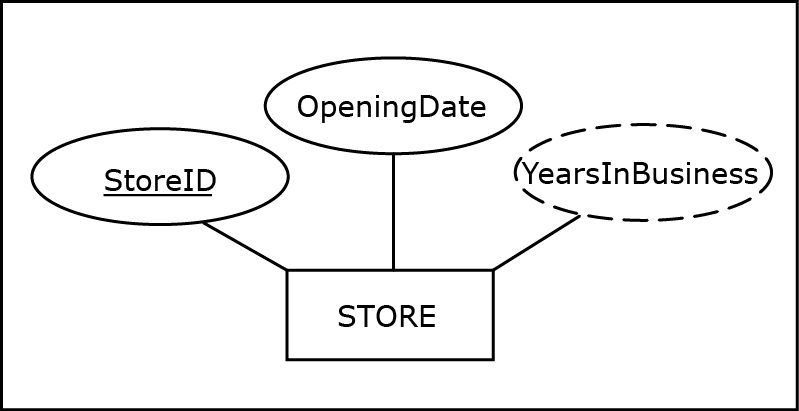 OpeningDate
StoreID
YearsInBusiness
STORE